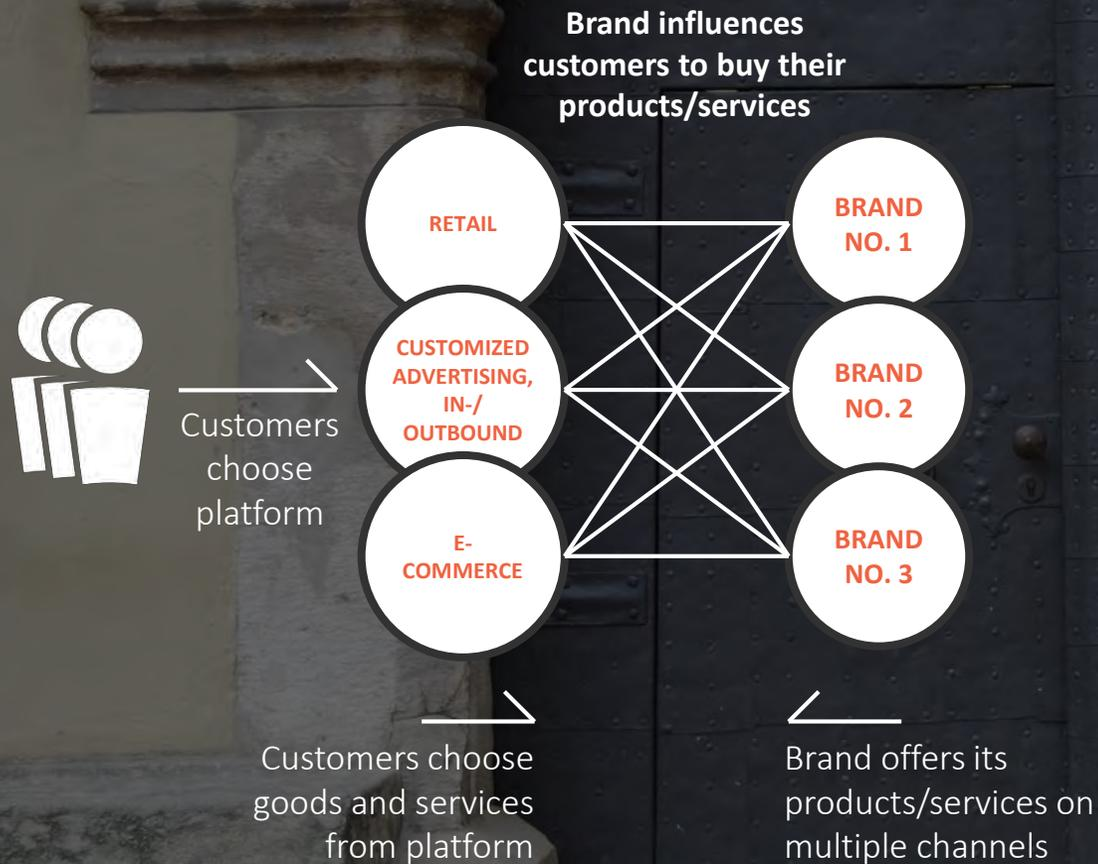 Brand influences
customers to buy their
products/services
RETAIL
CUSTOMIZED
ADVERTISING,
IN-/
OUTBOUND
E-
COMMERCE
BRAND
NO. 1
BRAND
NO. 2
BRAND
NO. 3
Customers
choose
platform
Customers choose
goods and services
from platform
Brand offers its
products/services on
multiple channels